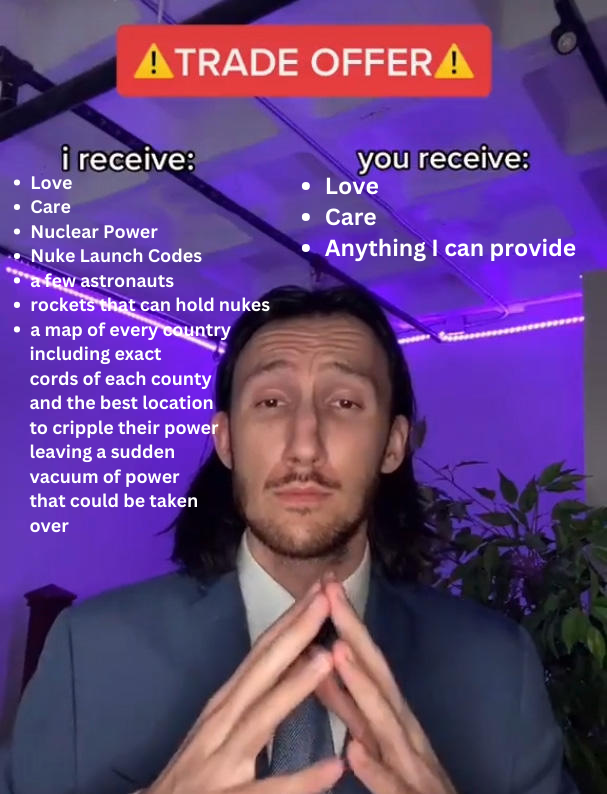 ⚠️TRADE OFFER⚠️
i receive:
• Love
• Care
• Nuclear Power
• Nuke Launch Codes
• a few astronauts
• rockets that can hold nukes
• a map of every country
including exact
cords of each county
and the best location
to cripple their power
leaving a sudden
vacuum of power
that could be taken
over
you receive:
• Love
• Care
• Anything I can provide